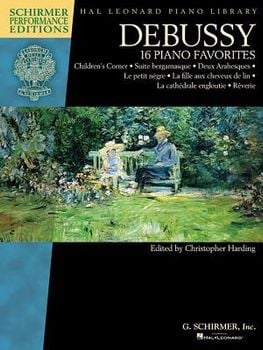 SCHIRMER
PERFORMANCE
EDITIONS
HAL LEONARD PIANO LIBRARY
DEBUSSY
16 PIANO FAVORITES
Children's Corner • Suite bergamasque • Deux Arabesques •
Le petit nègre • La fille aux cheveux de lin •
La cathédrale engloutie • Rêverie
Edited by Christopher Harding
G. SCHIRMER, Inc.
HAL•LEONARD